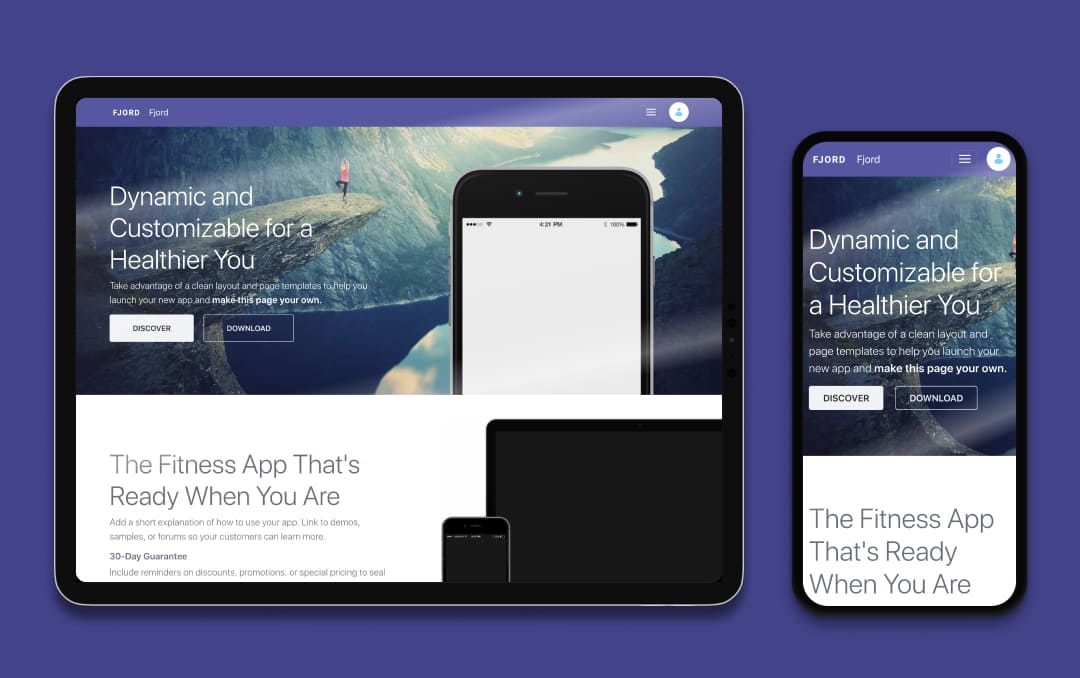 FJORD Fjord
Dynamic and
Customizable for a
Healthier You
Take advantage of a clean layout and page templates to help you
launch your new app and make this page your own.
DISCOVER DOWNLOAD
4:21 PM 100%
The Fitness App That's
Ready When You Are
Add a short explanation of how to use your app. Link to demos,
samples, or forums so your customers can learn more.
30-Day Guarantee
Include reminders on discounts, promotions, or special pricing to seal
FJORD Fjord
Dynamic and
Customizable for
a Healthier You
Take advantage of a clean layout and
page templates to help you launch your
new app and make this page your own.
DISCOVER DOWNLOAD
The Fitness App
That's Ready
When You Are